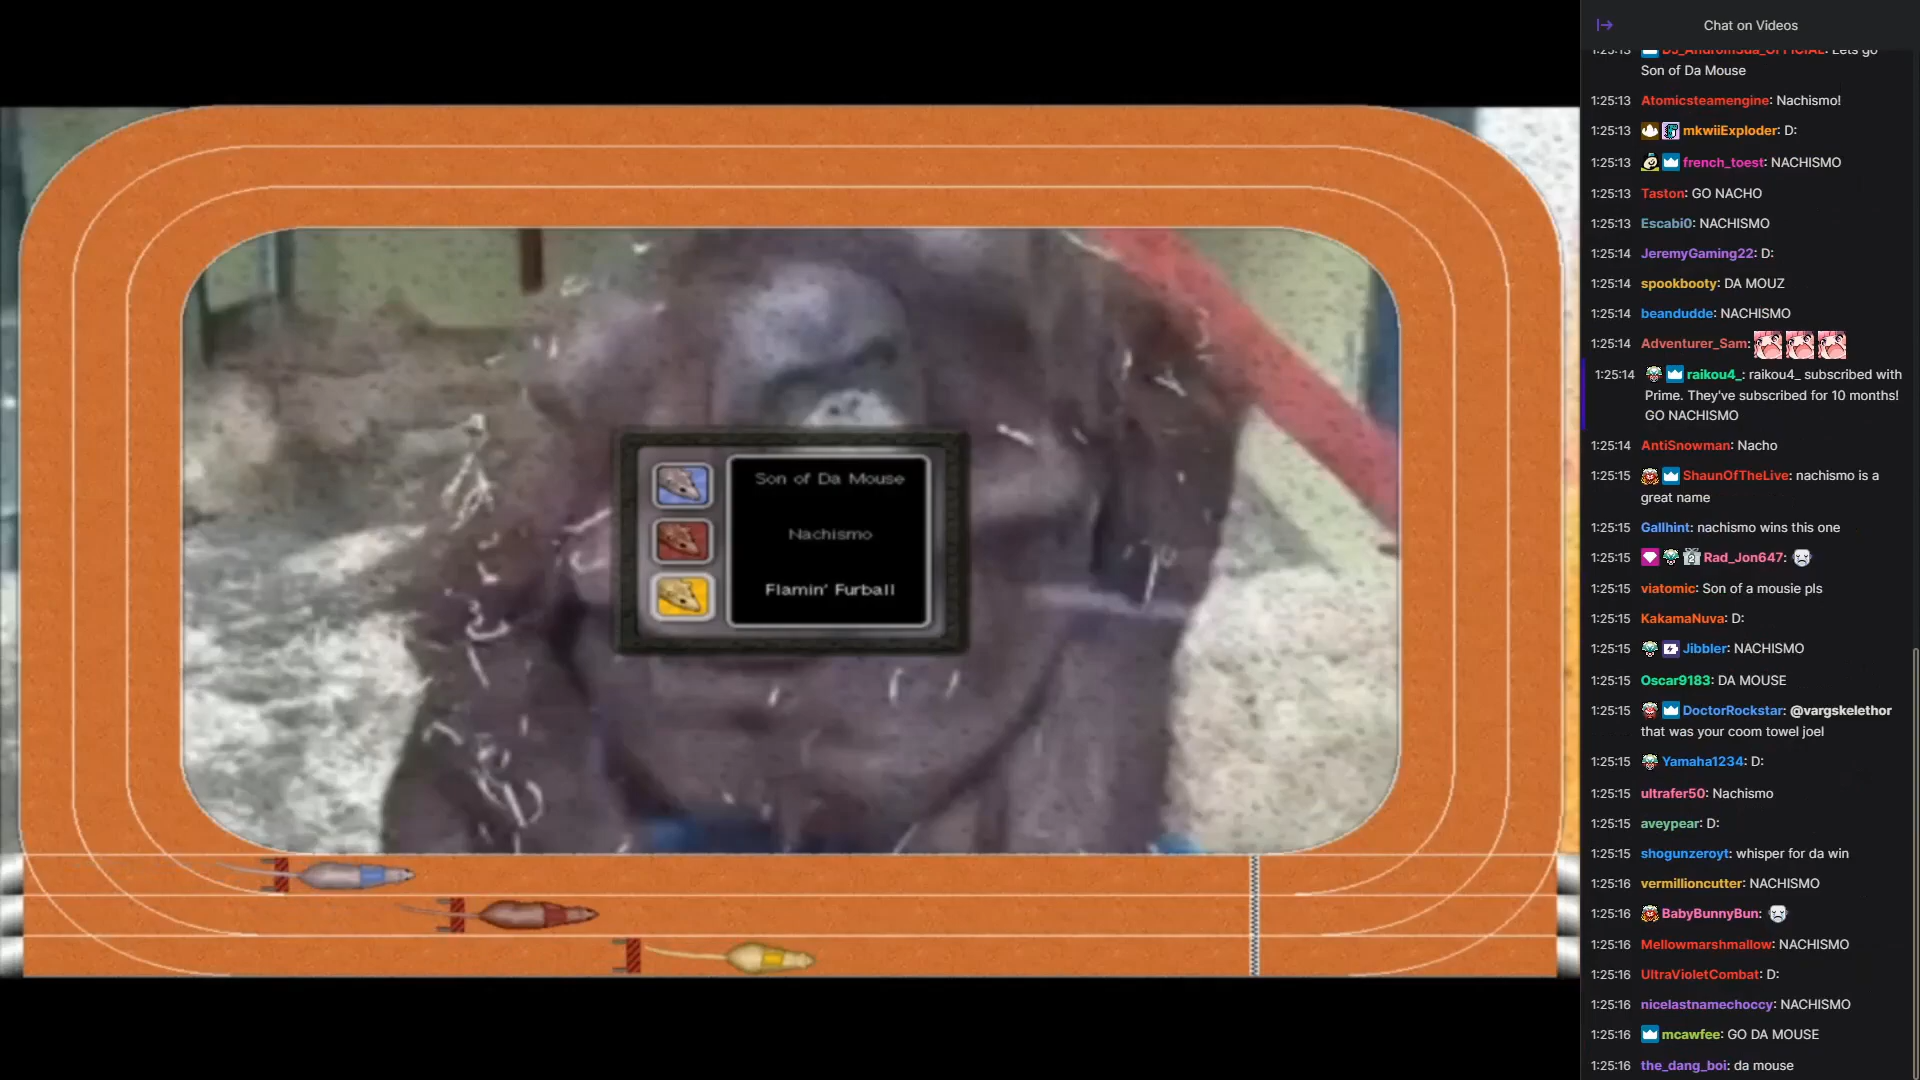 Son of Da Mouse
Nachismo
Flamin' Furball
Chat on Videos
1:25:13 DJ_Androm3da_OFFICIAL: Lets go
Son of Da Mouse
1:25:13 Atomicsteamengine: Nachismo!
1:25:13 mkwiiExploder: D:
1:25:13 french_toest: NACHISMO
1:25:13 Taston: GO NACHO
1:25:13 Escabi0: NACHISMO
1:25:14 JeremyGaming22: D:
1:25:14 spookbooty: DA MOUZ
1:25:14 beandudde: NACHISMO
1:25:14 Adventurer_Sam:
1:25:14 raikou4_: raikou4_ subscribed with
Prime. They've subscribed for 10 months!
GO NACHISMO
1:25:14 AntiSnowman: Nacho
1:25:15 ShaunOfTheLive: nachismo is a
great name
1:25:15 Gallhint: nachismo wins this one
1:25:15 Rad_Jon647:
1:25:15 viatomic: Son of a mousie pls
1:25:15 KakamaNuva: D:
1:25:15 Jibbler: NACHISMO
1:25:15 Oscar9183: DA MOUSE
1:25:15 DoctorRockstar: @vargskelethor
that was your coom towel joel
1:25:15 Yamaha1234: D:
1:25:15 ultrafer50: Nachismo
1:25:15 aveypear: D:
1:25:15 shogunzeroyt: whisper for da win
1:25:16 vermillioncutter: NACHISMO
1:25:16 BabyBunnyBun:
1:25:16 Mellowmarshmallow: NACHISMO
1:25:16 UltraVioletCombat: D:
1:25:16 nicelastnamechoccy: NACHISMO
1:25:16 mcawfee: GO DA MOUSE
1:25:16 the_dang_boi: da mouse